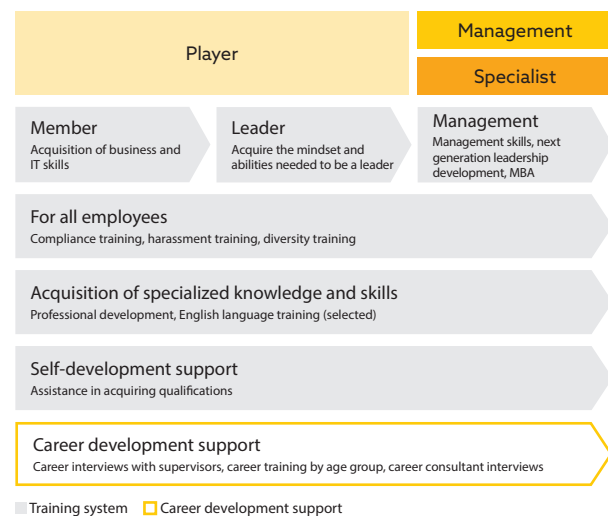 Player
Management
Specialist
Member
Acquisition of business and
IT skills
Leader
Acquire the mindset and
abilities needed to be a leader
Management
Management skills, next
generation leadership
development, MBA
For all employees
Compliance training, harassment training, diversity training
Acquisition of specialized knowledge and skills
Professional development, English language training (selected)
Self-development support
Assistance in acquiring qualifications
Career development support
Career interviews with supervisors, career training by age group, career consultant interviews
Training system Career development support